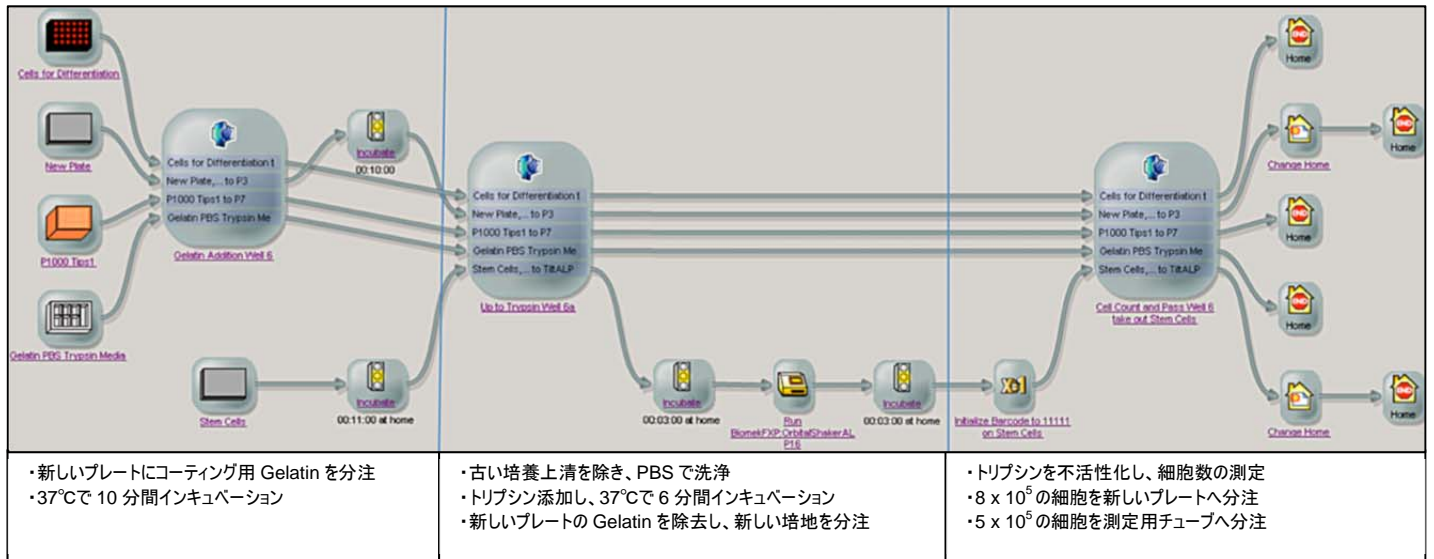 Cells for Differentiation
New Plate
P1000 Tips1
Gelatin PBS Trypsin Media
Cells for Differentiation t
New Plate,... to P3
P1000 Tips1 to P7
Gelatin PBS Trypsin Me
Gelatin Addition Well 6
Incubate
00:10:00
Stem Cells
Incubate
00:11:00 at home
Cells for Differentiation t
New Plate,... to P3
P1000 Tips1 to P7
Gelatin PBS Trypsin Me
Stem Cells,... to TiltALP
Up to Trypsin Well 6a
Incubate
00:03:00 at home
Run
BiomekFXP:OrbitalShakerAL
P16
Incubate
00:03:00 at home
Initialize Barcode to 11111
on Stem Cells
Cells for Differentiation t
New Plate,... to P3
P1000 Tips1 to P7
Gelatin PBS Trypsin Me
Stem Cells,... to TiltALP
Cell Count and Pass Well 6
take out Stem Cells
END
Home
Change Home
END
Home
END
Home
END
Home
Change Home
END
Home
・新しいプレートにコーティング用 Gelatin を分注
・37℃で 10 分間インキュベーション
・古い培養上清を除き、PBS で洗浄
・トリプシン添加し、37℃で 6 分間インキュベーション
・新しいプレートの Gelatin を除去し、新しい培地を分注
・トリプシンを不活性化し、細胞数の測定
・8 x 10⁵ の細胞を新しいプレートへ分注
・5 x 10⁵ の細胞を測定用チューブへ分注